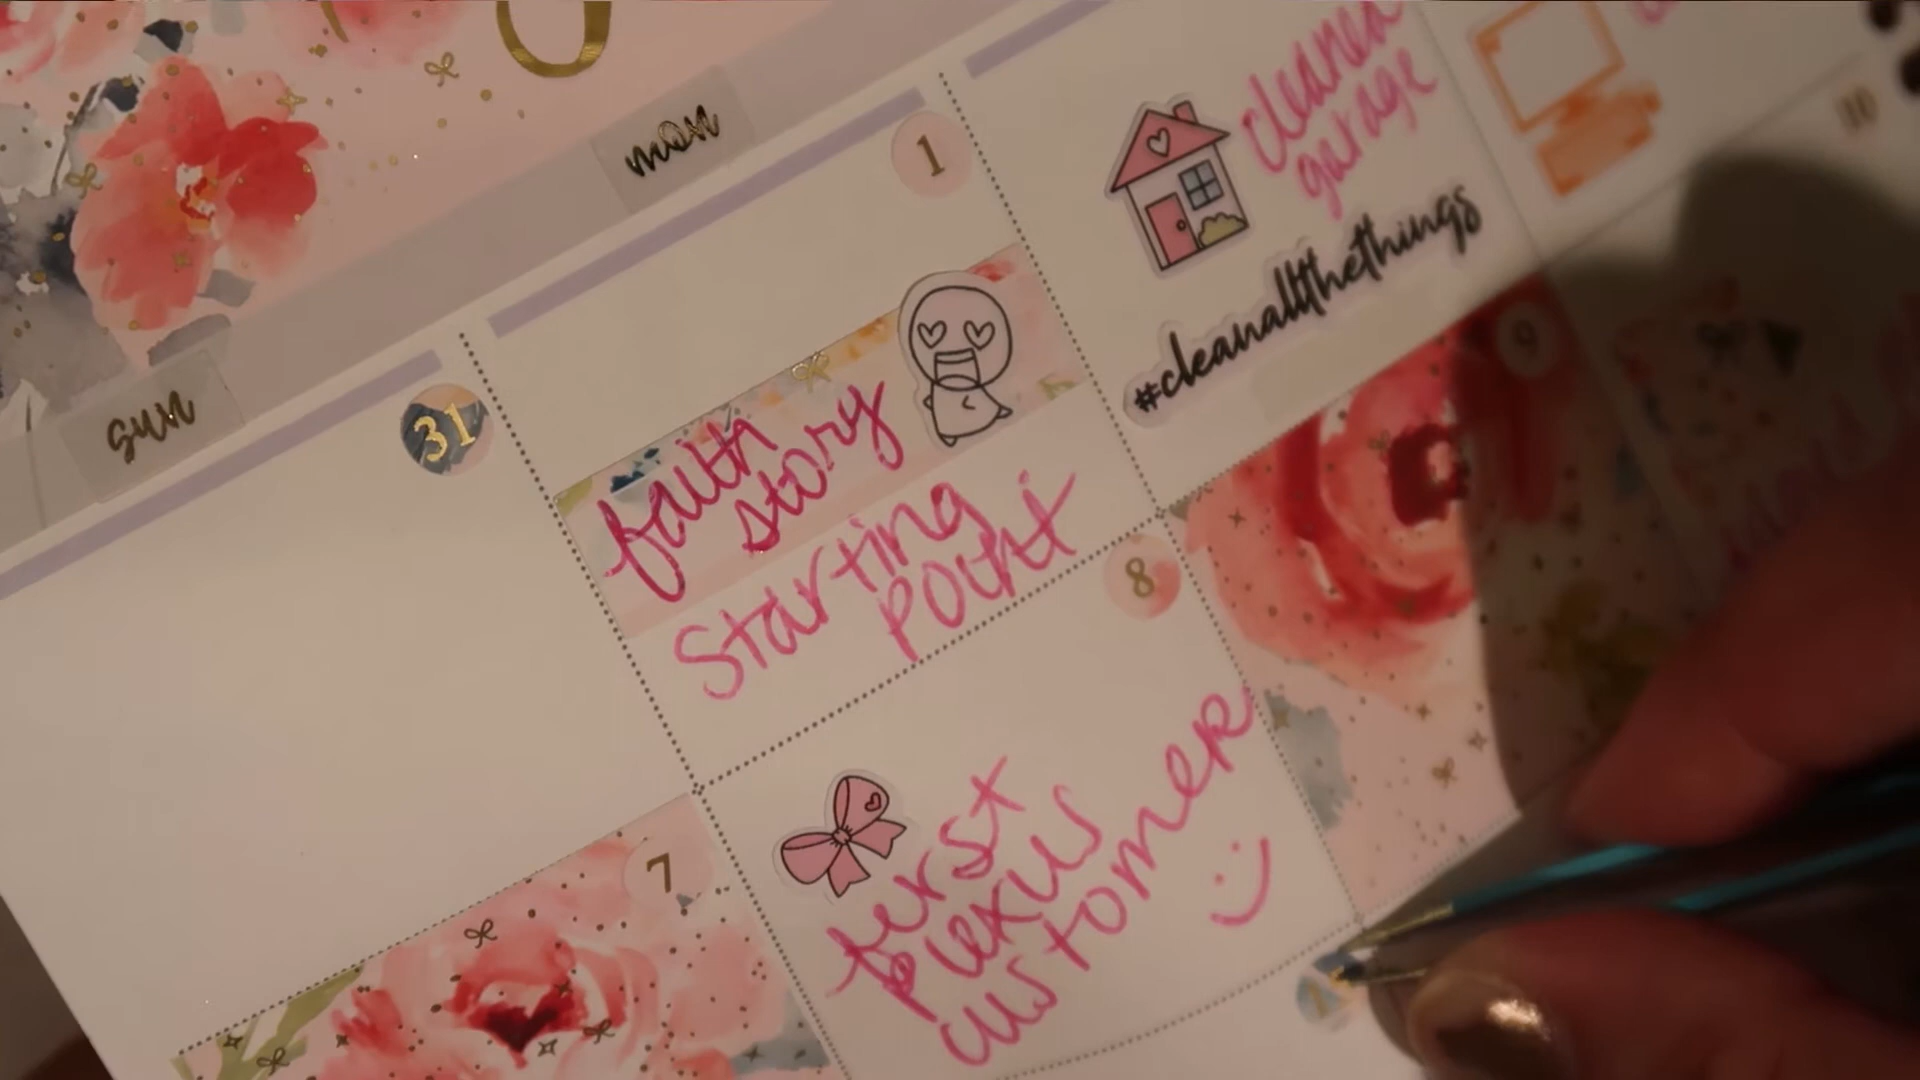 mon
sun
31
1
faith
story
Starting
point
cleaned
garage
#cleanallthethings
10
9
7
8
first
plexus
customer
:)